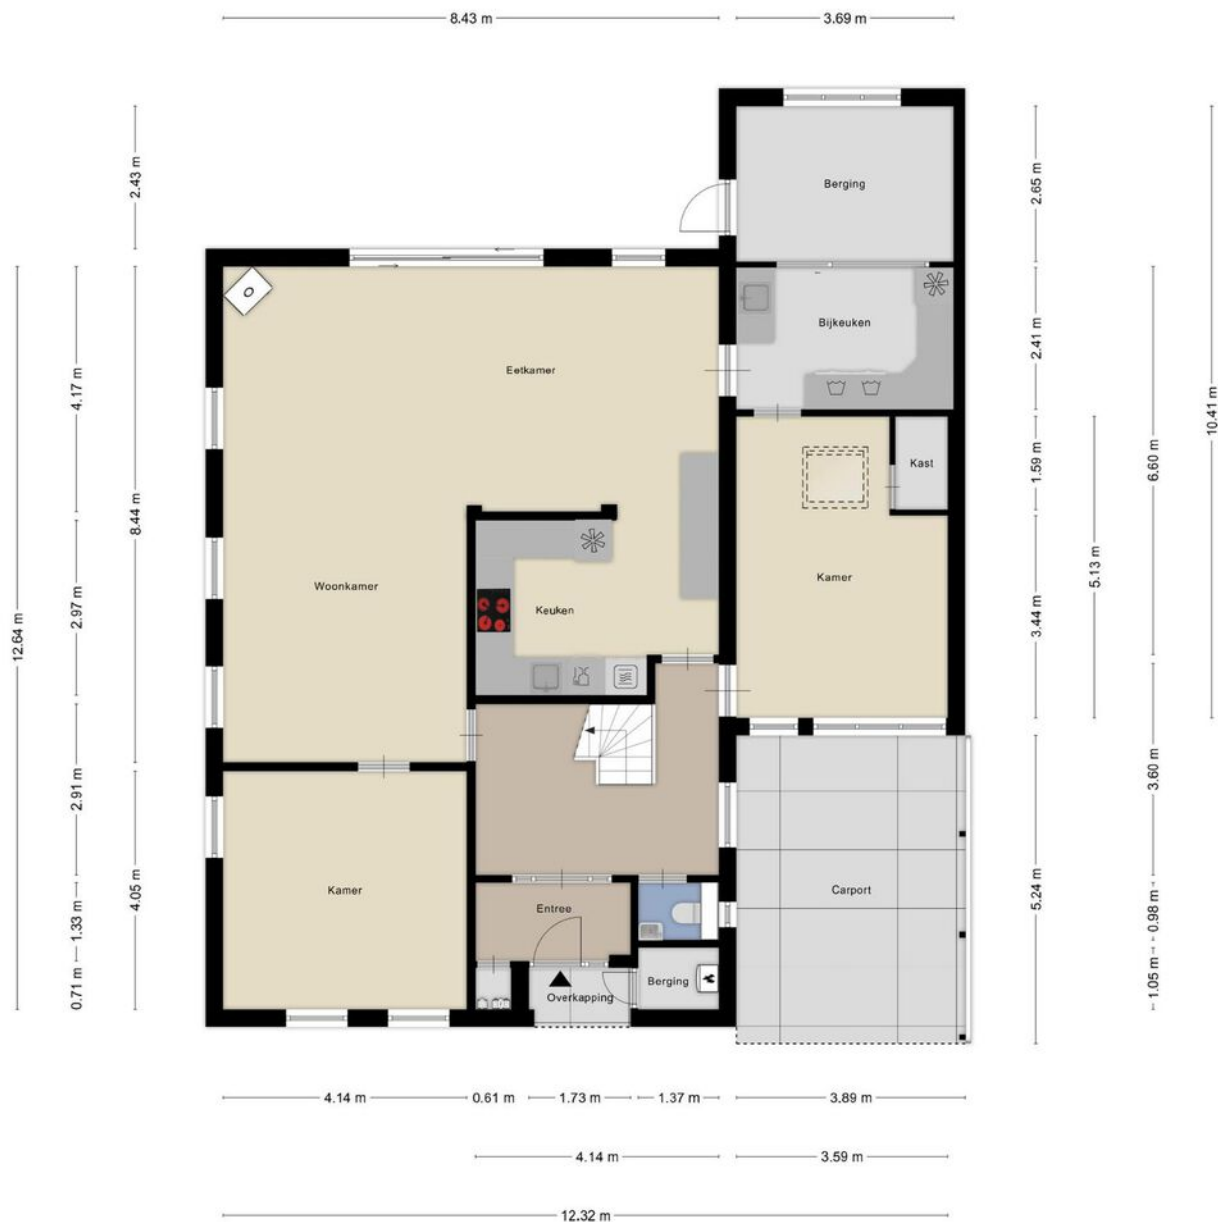 8.43 m
3.69 m
2.43 m
2.65 m
Berging
Bijkeuken
2.41 m
Eetkamer
4.17 m
10.41 m
Kast
1.59 m
6.60 m
8.44 m
Kamer
5.13 m
Woonkamer
Keuken
2.97 m
3.44 m
12.64 m
2.91 m
3.60 m
Kamer
4.05 m
Entree
Carport
5.24 m
0.98 m
1.33 m
Berging
Overkapping
0.71 m
1.05 m
4.14 m
0.61 m
1.73 m
1.37 m
3.89 m
4.14 m
3.59 m
12.32 m